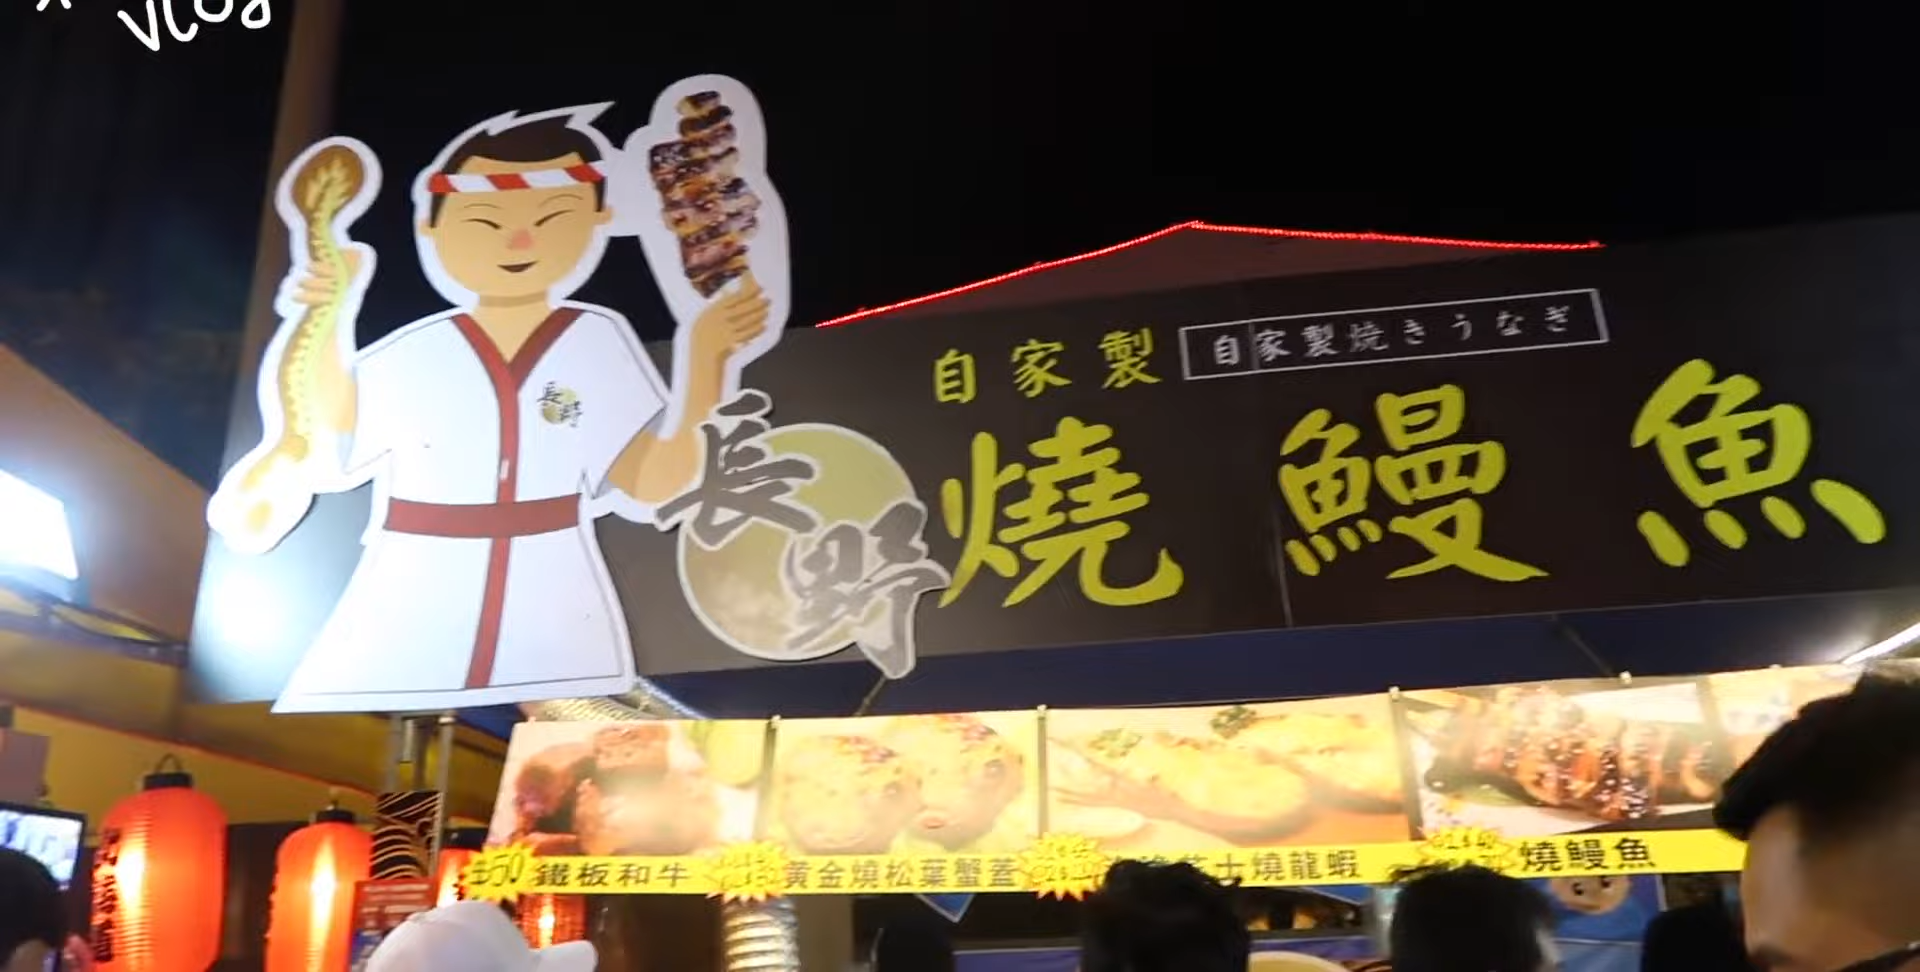 vlog
自家製
自家製焼きうなぎ
長野
長野
燒鰻魚
$50 鐵板和牛
黃金燒松葉蟹蓋
芝士燒龍蝦
燒鰻魚